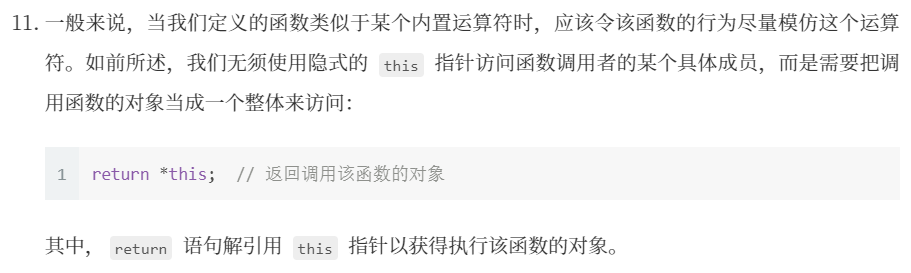 11. 一般来说，当我们定义的函数类似于某个内置运算符时，应该令该函数的行为尽量模仿这个运算
符。如前所述，我们无须使用隐式的 this 指针访问函数调用者的某个具体成员，而是需要把调
用函数的对象当成一个整体来访问：
1 return *this;  // 返回调用该函数的对象
其中， return 语句解引用 this 指针以获得执行该函数的对象。